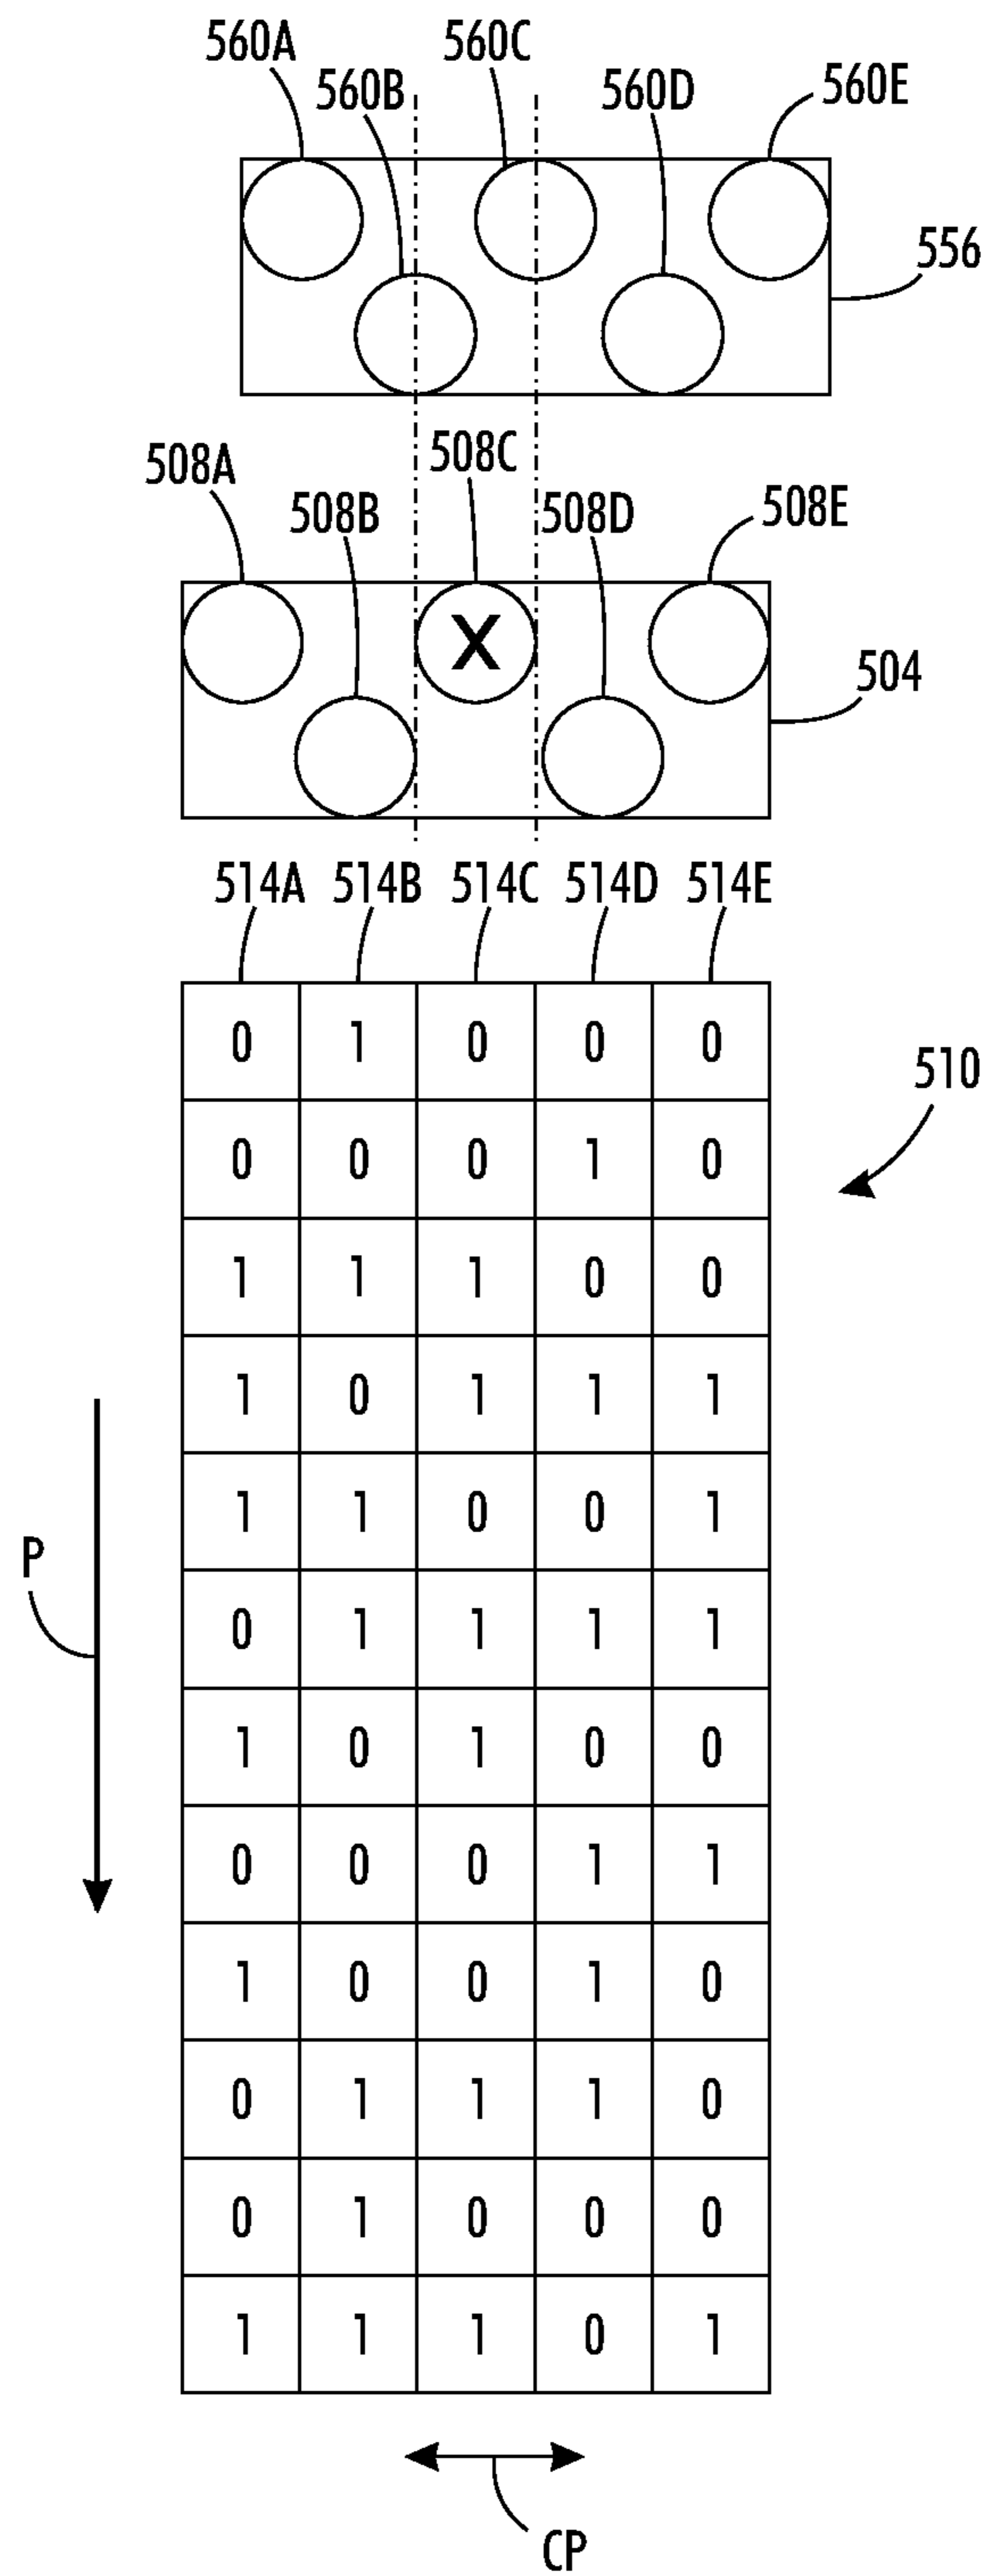 560A 560C
560B 560D 560E
556
508A 508C
508B 508D 508E
X
504
514A 514B 514C 514D 514E
0 1 0 0 0
510
0 0 0 1 0
1 1 1 0 0
1 0 1 1 1
1 1 0 0 1
P
0 1 1 1 1
1 0 1 0 0
0 0 0 1 1
1 0 0 1 0
0 1 1 1 0
0 1 0 0 0
1 1 1 0 1
CP